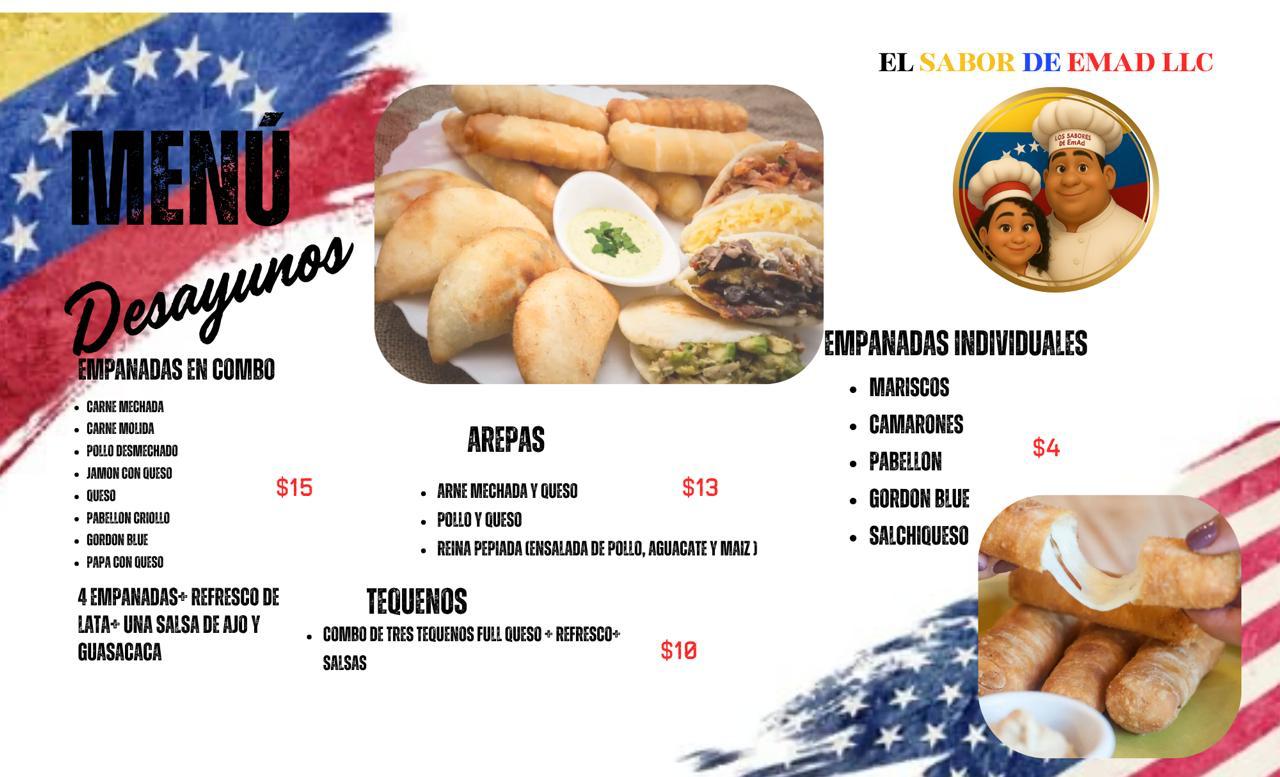 EL SABOR DE EMAD LLC
LOS SABORES
DE EmAd
MENÚ
Desayunos
EMPANADAS EN COMBO
CARNE MECHADA
CARNE MOLIDA
POLLO DESMECHADO
JAMON CON QUESO
QUESO
PABELLON CRIOLLO
GORDON BLUE
PAPA CON QUESO
$15
4 EMPANADAS+ REFRESCO DE
LATA+ UNA SALSA DE AJO Y
GUASACACA
AREPAS
ARNE MECHADA Y QUESO
POLLO Y QUESO
REINA PEPIADA (ENSALADA DE POLLO, AGUACATE Y MAIZ )
$13
TEQUENOS
COMBO DE TRES TEQUENOS FULL QUESO + REFRESCO+
SALSAS
$10
EMPANADAS INDIVIDUALES
MARISCOS
CAMARONES
PABELLON
GORDON BLUE
SALCHIQUESO
$4